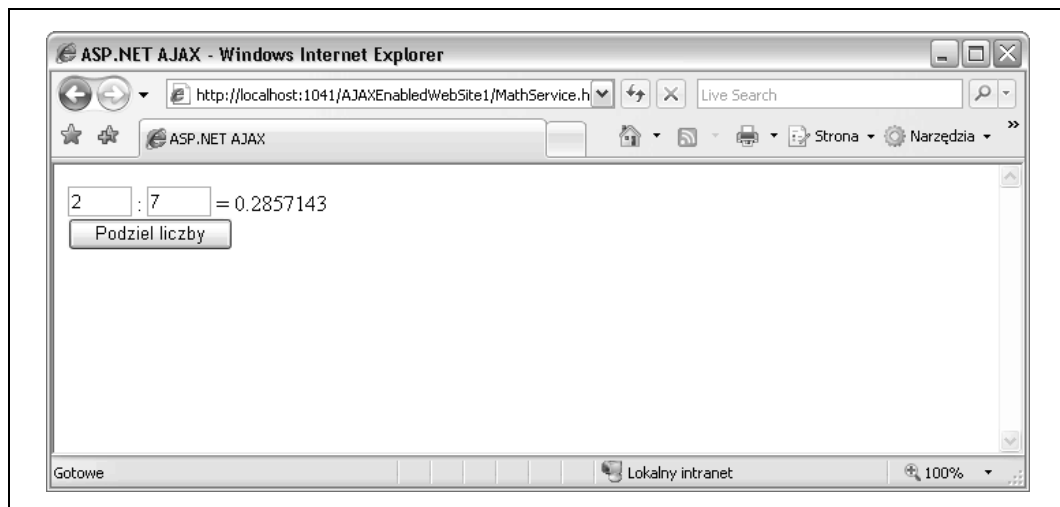 ASP.NET AJAX - Windows Internet Explorer
http://localhost:1041/AJAXEnabledWebSite1/MathService.h
Live Search
ASP.NET AJAX
Strona
Narzędzia
»
2 : 7 = 0.2857143
Podziel liczby
Gotowe
Lokalny intranet
100%